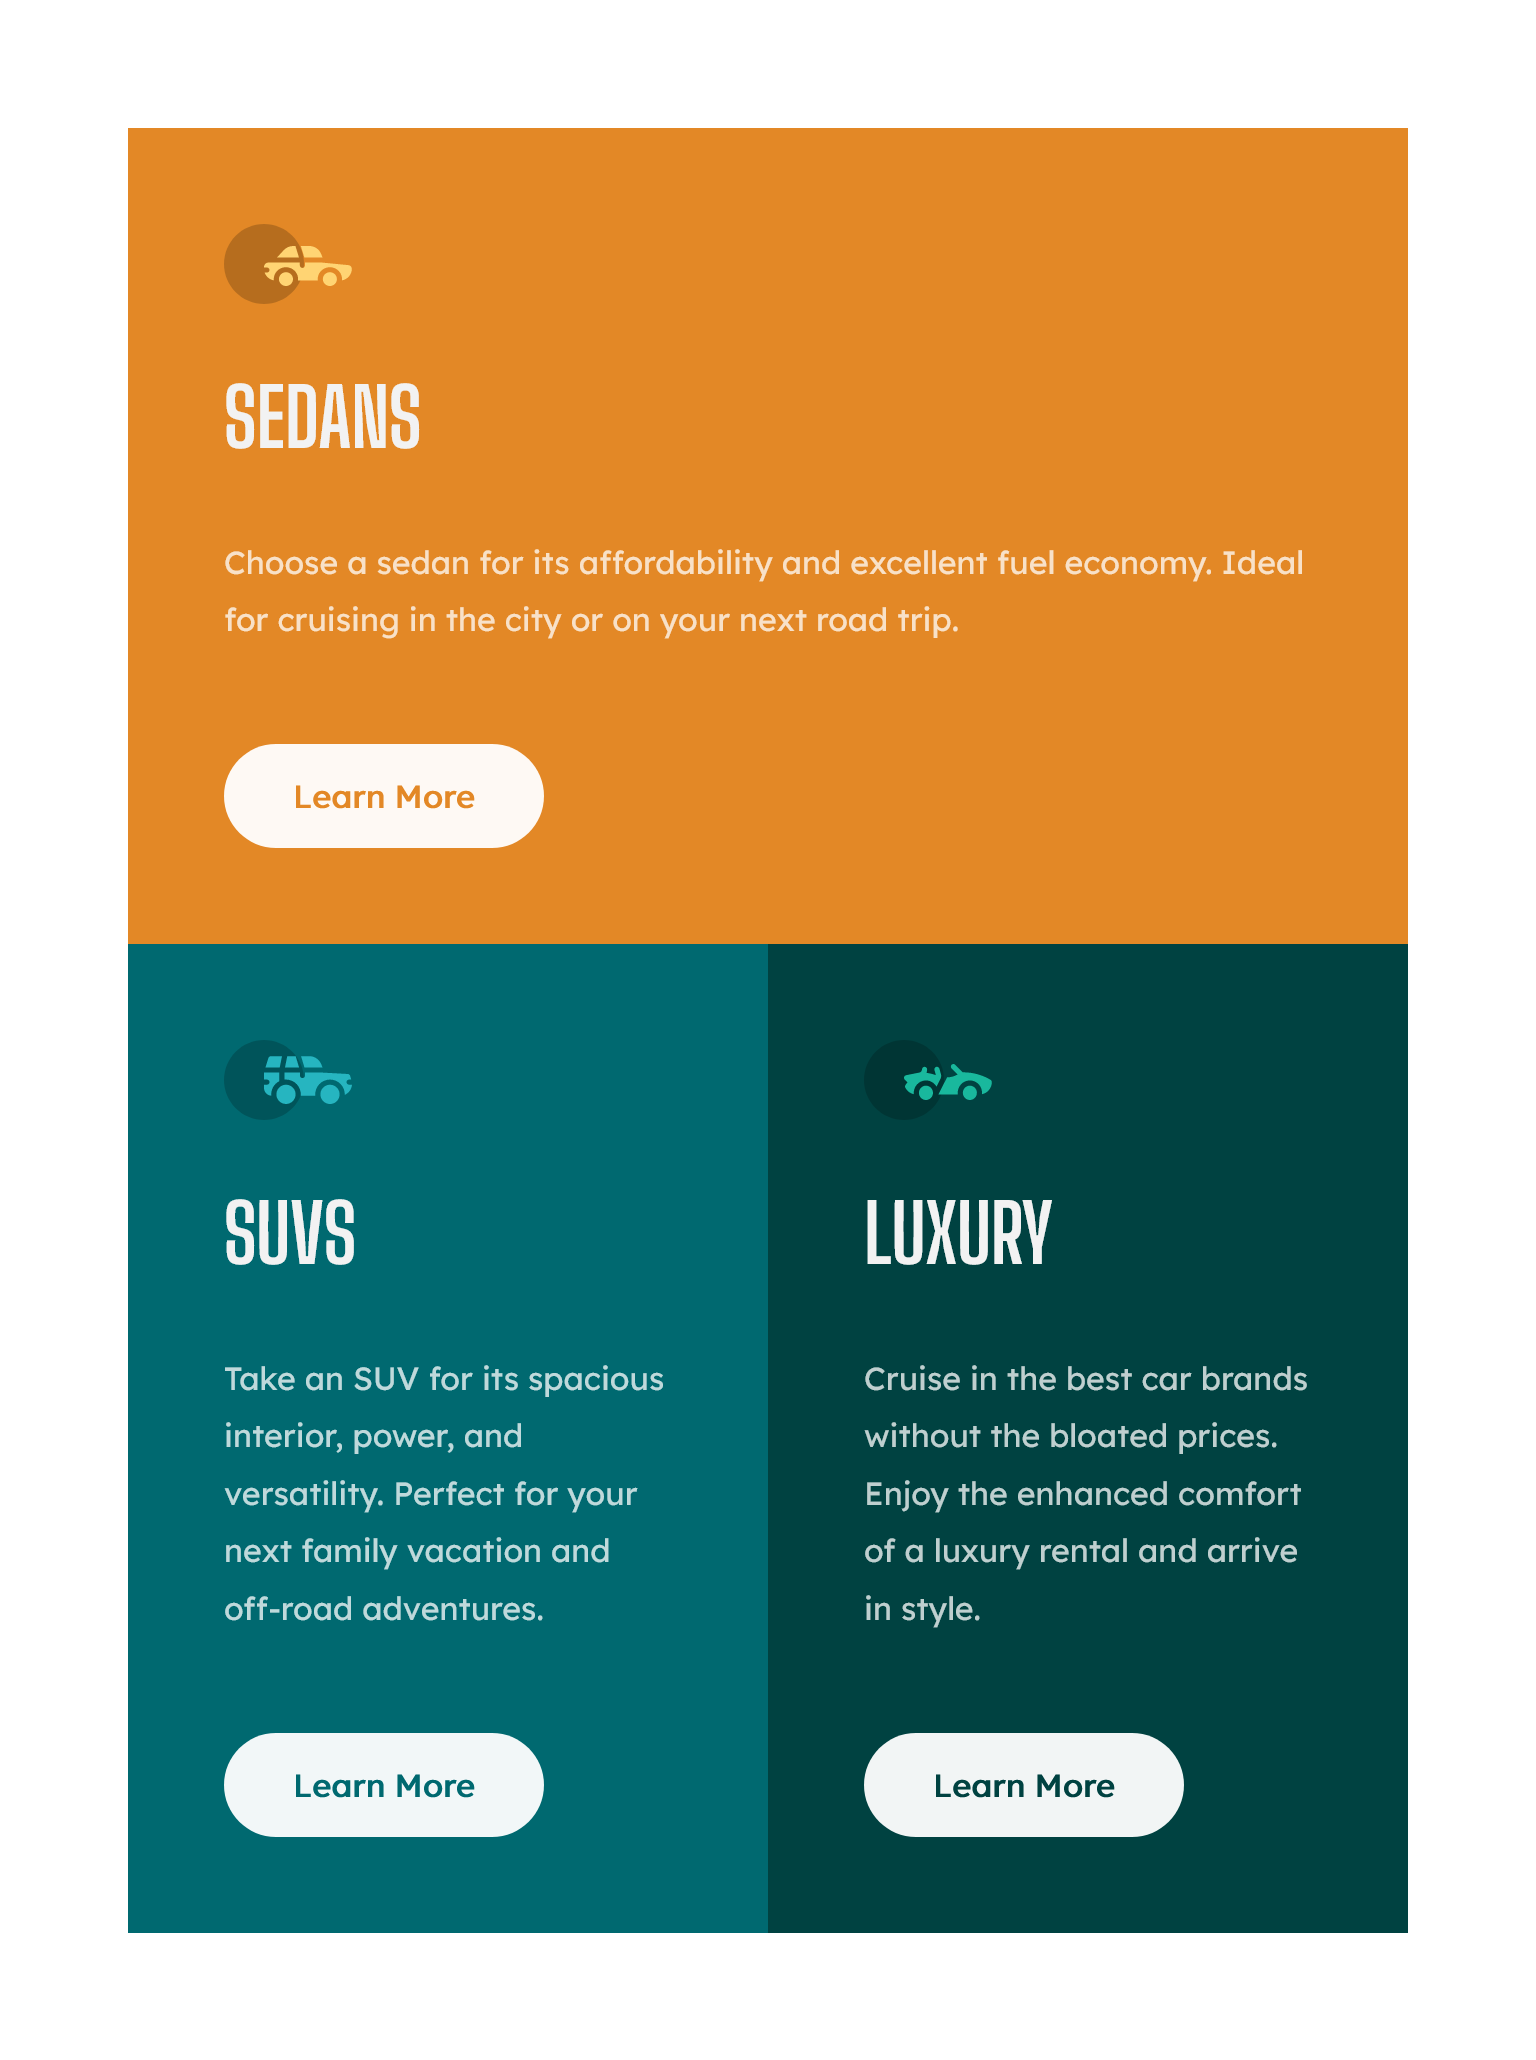 SEDANS
Choose a sedan for its affordability and excellent fuel economy. Ideal
for cruising in the city or on your next road trip.
Learn More
SUVS
Take an SUV for its spacious
interior, power, and
versatility. Perfect for your
next family vacation and
off-road adventures.
Learn More
LUXURY
Cruise in the best car brands
without the bloated prices.
Enjoy the enhanced comfort
of a luxury rental and arrive
in style.
Learn More